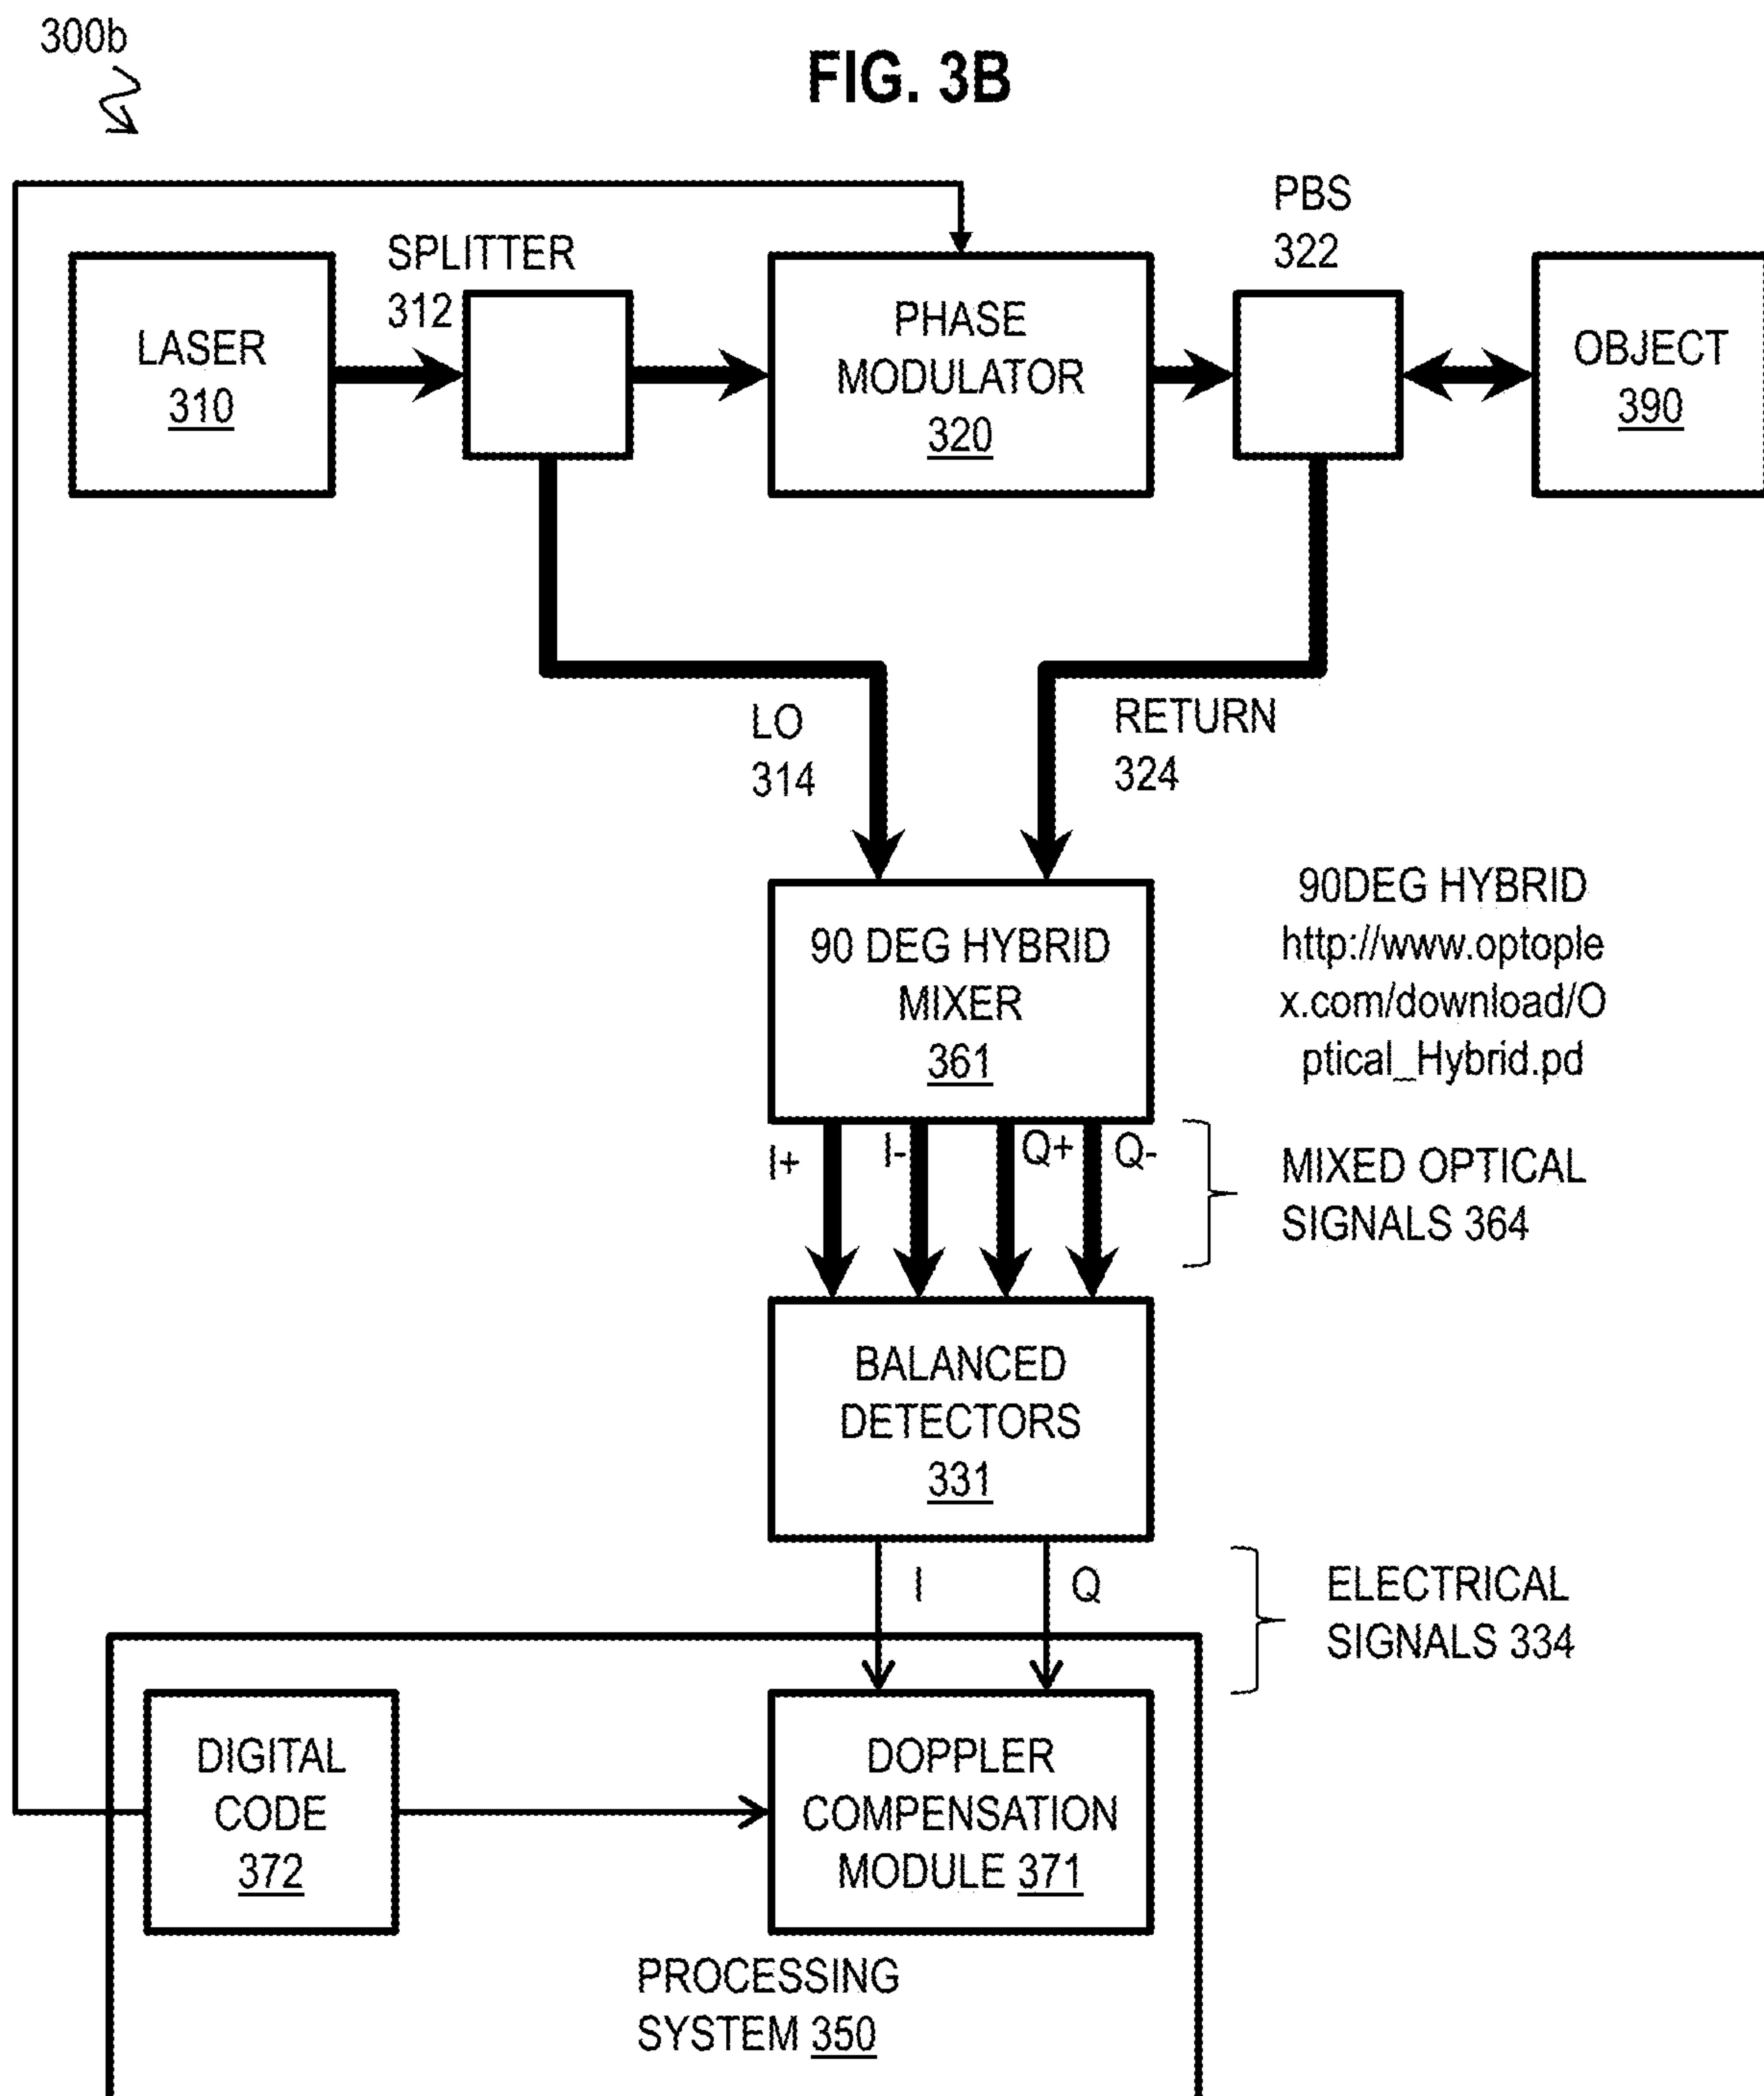 300b
FIG. 3B
PBS
322
SPLITTER
312
LASER
310
PHASE
MODULATOR
320
OBJECT
390
LO
314
RETURN
324
90 DEG HYBRID
MIXER
361
90DEG HYBRID
http://www.optople
x.com/download/O
ptical_Hybrid.pd
I+
I-
Q+
Q-
MIXED OPTICAL
SIGNALS 364
BALANCED
DETECTORS
331
I
Q
ELECTRICAL
SIGNALS 334
DIGITAL
CODE
372
DOPPLER
COMPENSATION
MODULE 371
PROCESSING
SYSTEM 350